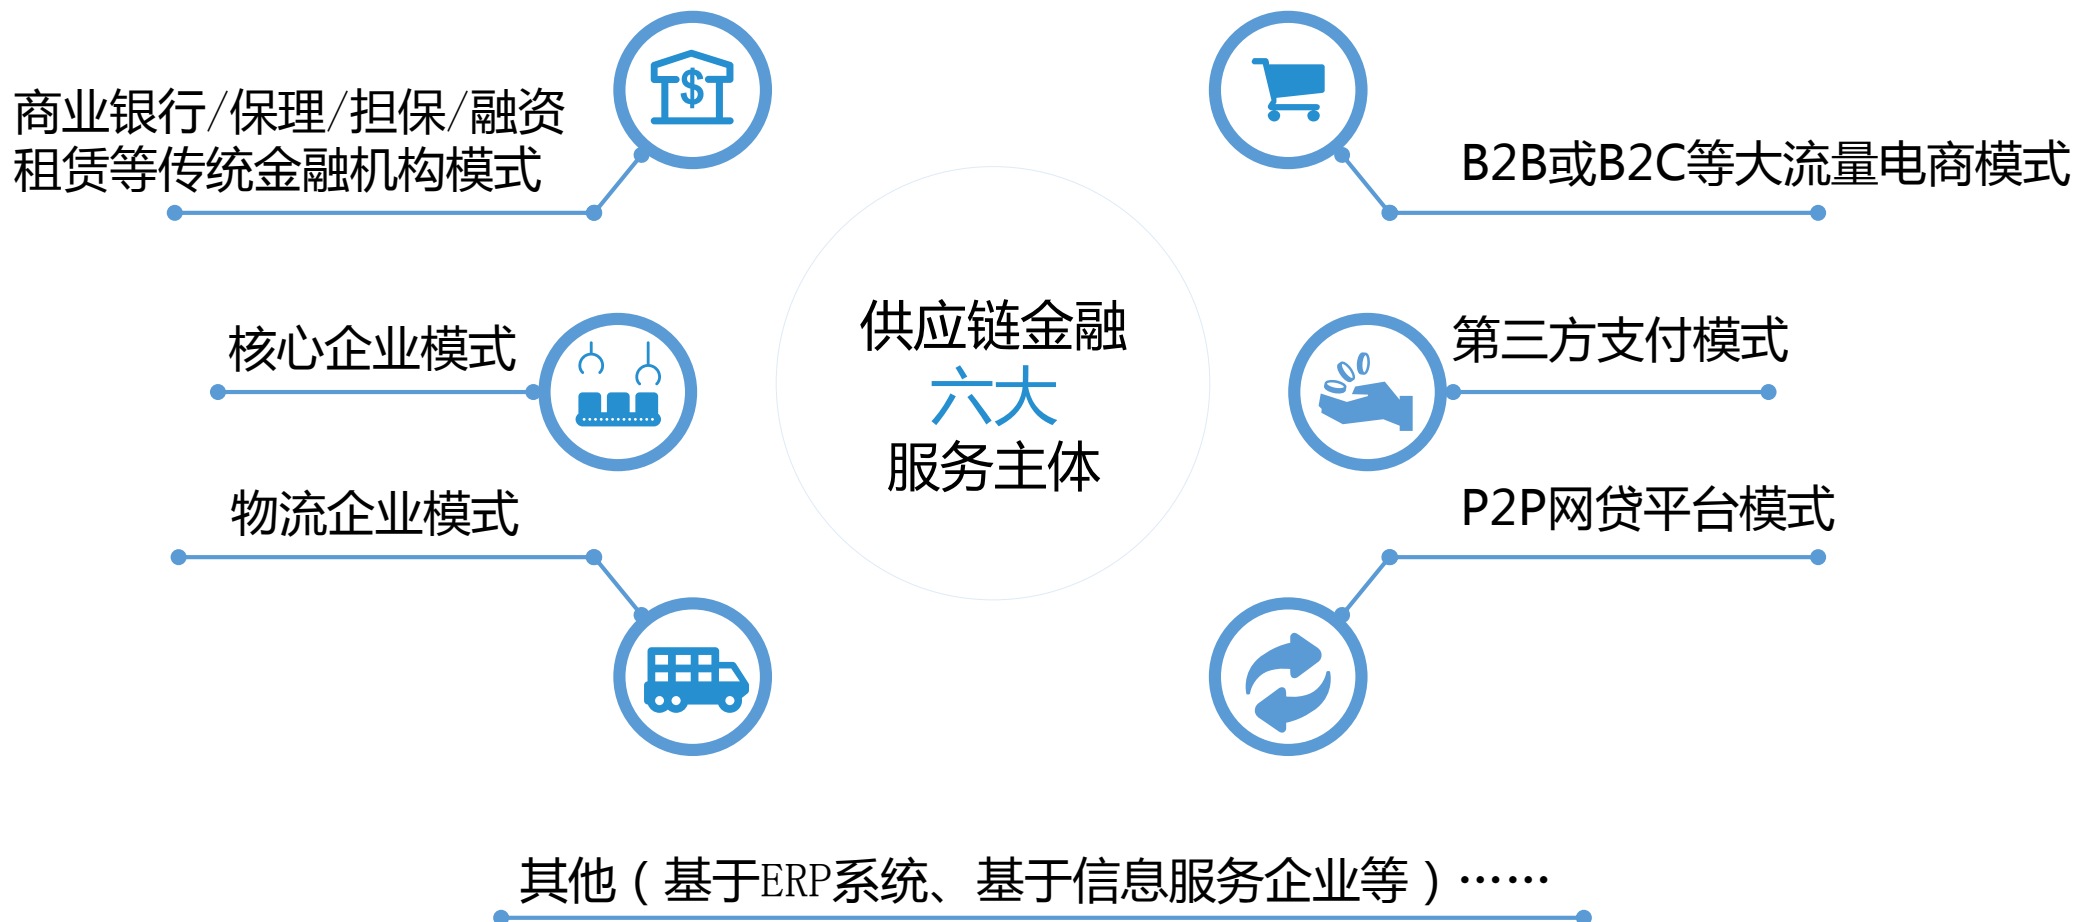 商业银行/保理/担保/融资
租赁等传统金融机构模式
核心企业模式
物流企业模式
供应链金融
六大
服务主体
B2B或B2C等大流量电商模式
第三方支付模式
P2P网贷平台模式
其他（基于ERP系统、基于信息服务企业等）……